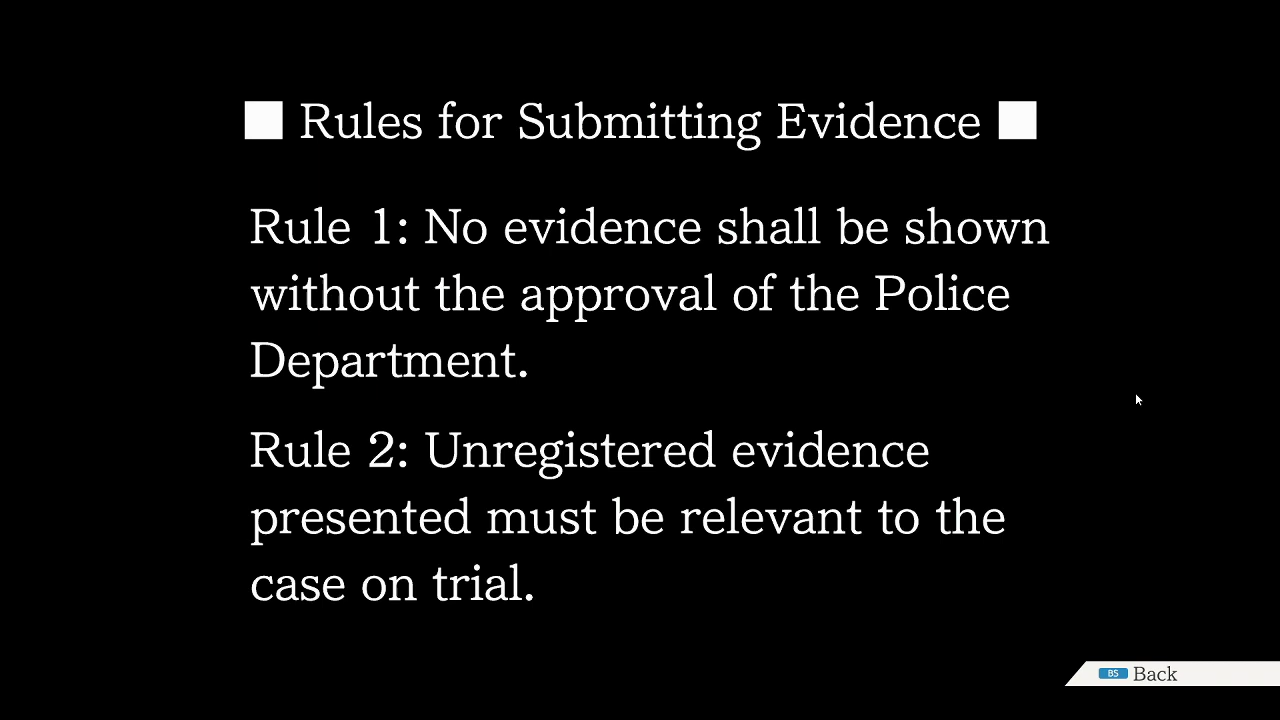 ■ Rules for Submitting Evidence ■
Rule 1: No evidence shall be shown
without the approval of the Police
Department.
Rule 2: Unregistered evidence
presented must be relevant to the
case on trial.
BS Back